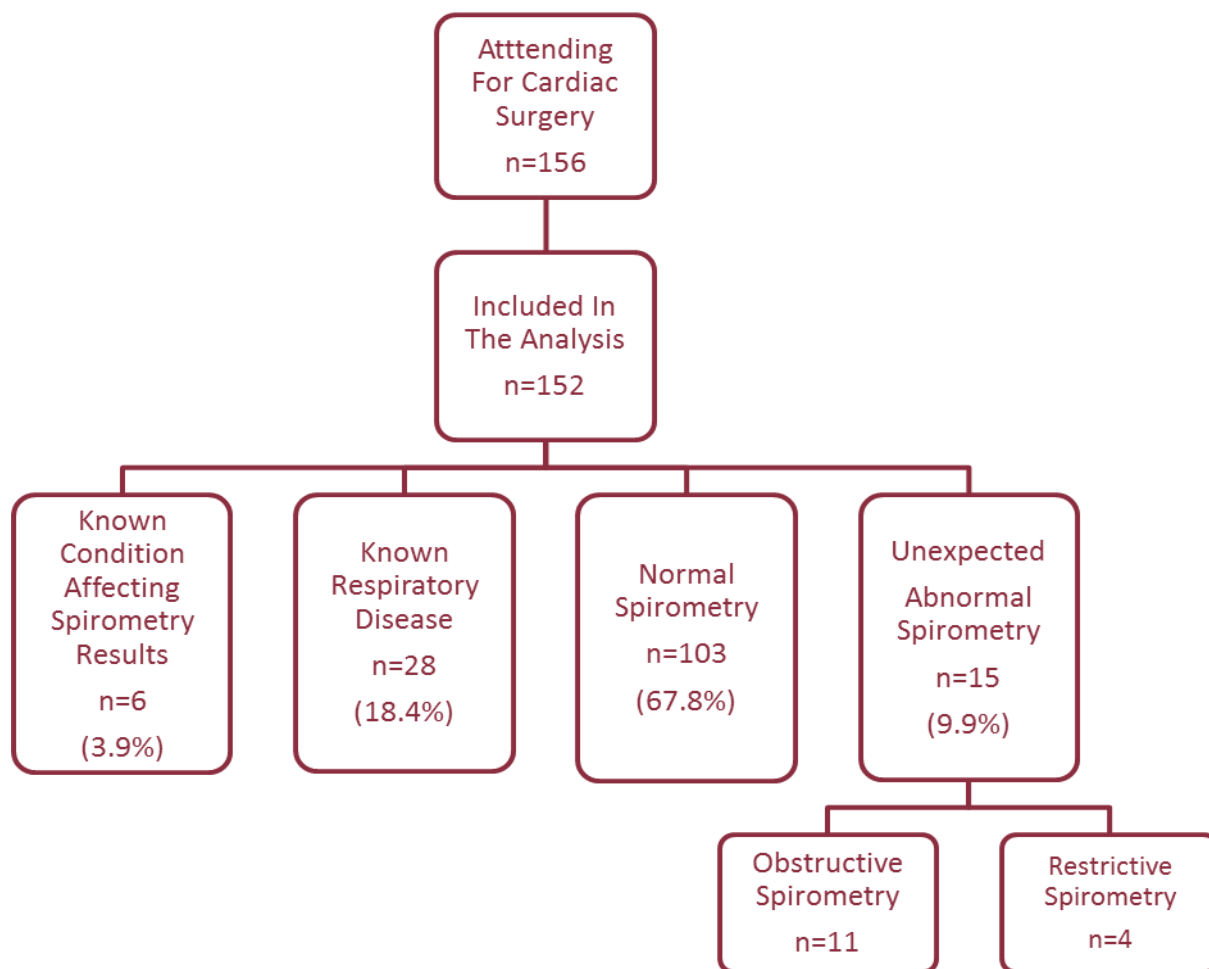 Atttending
For Cardiac
Surgery
n=156
Included In
The Analysis
n=152
Known
Condition
Affecting
Spirometry
Results
n=6
(3.9%)
Known
Respiratory
Disease
n=28
(18.4%)
Normal
Spirometry
n=103
(67.8%)
Unexpected
Abnormal
Spirometry
n=15
(9.9%)
Obstructive
Spirometry
n=11
Restrictive
Spirometry
n=4